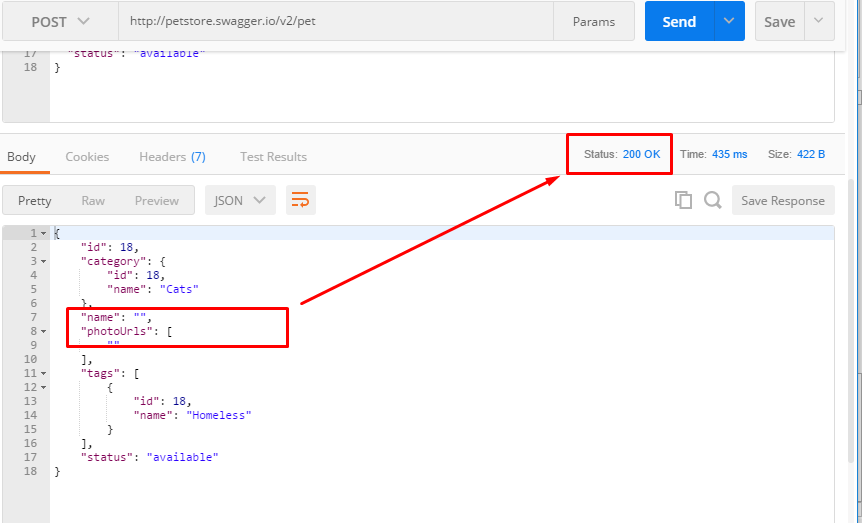 POST http://petstore.swagger.io/v2/pet Params Send Save
17 "status": "available"
18 }
Body Cookies Headers (7) Test Results Status: 200 OK Time: 435 ms Size: 422 B
Pretty Raw Preview JSON Save Response
1 {
2 "id": 18,
3 "category": {
4 "id": 18,
5 "name": "Cats"
6 },
7 "name": "",
8 "photoUrls": [
9 ""
10 ],
11 "tags": [
12 {
13 "id": 18,
14 "name": "Homeless"
15 }
16 ],
17 "status": "available"
18 }